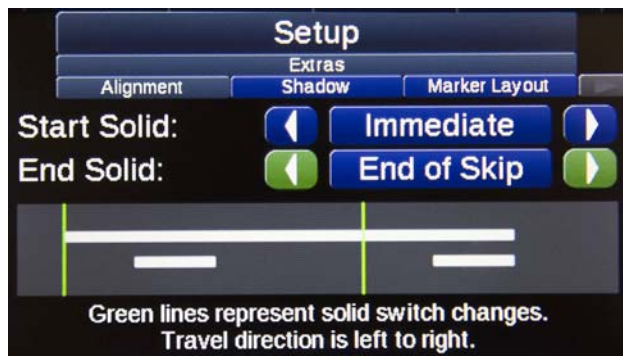 Setup
Extras
Alignment Shadow Marker Layout
Start Solid: Immediate
End Solid: End of Skip
Green lines represent solid switch changes.
Travel direction is left to right.